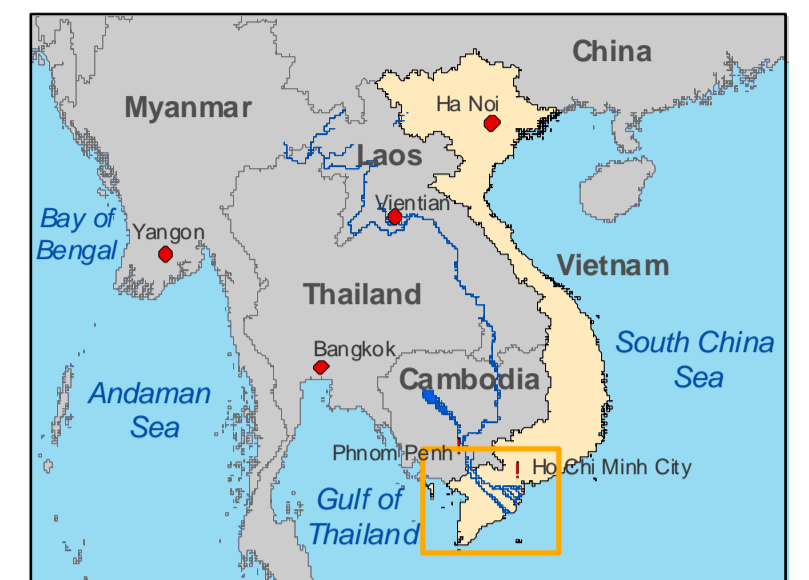 China
Ha Noi
Myanmar
Laos
Vientian
Bay of
Bengal
Yangon
Vietnam
Thailand
South China
Sea
Bangkok
Cambodia
Andaman
Sea
Phnom Penh
!
!
Ho Chi Minh City
Gulf of
Thailand